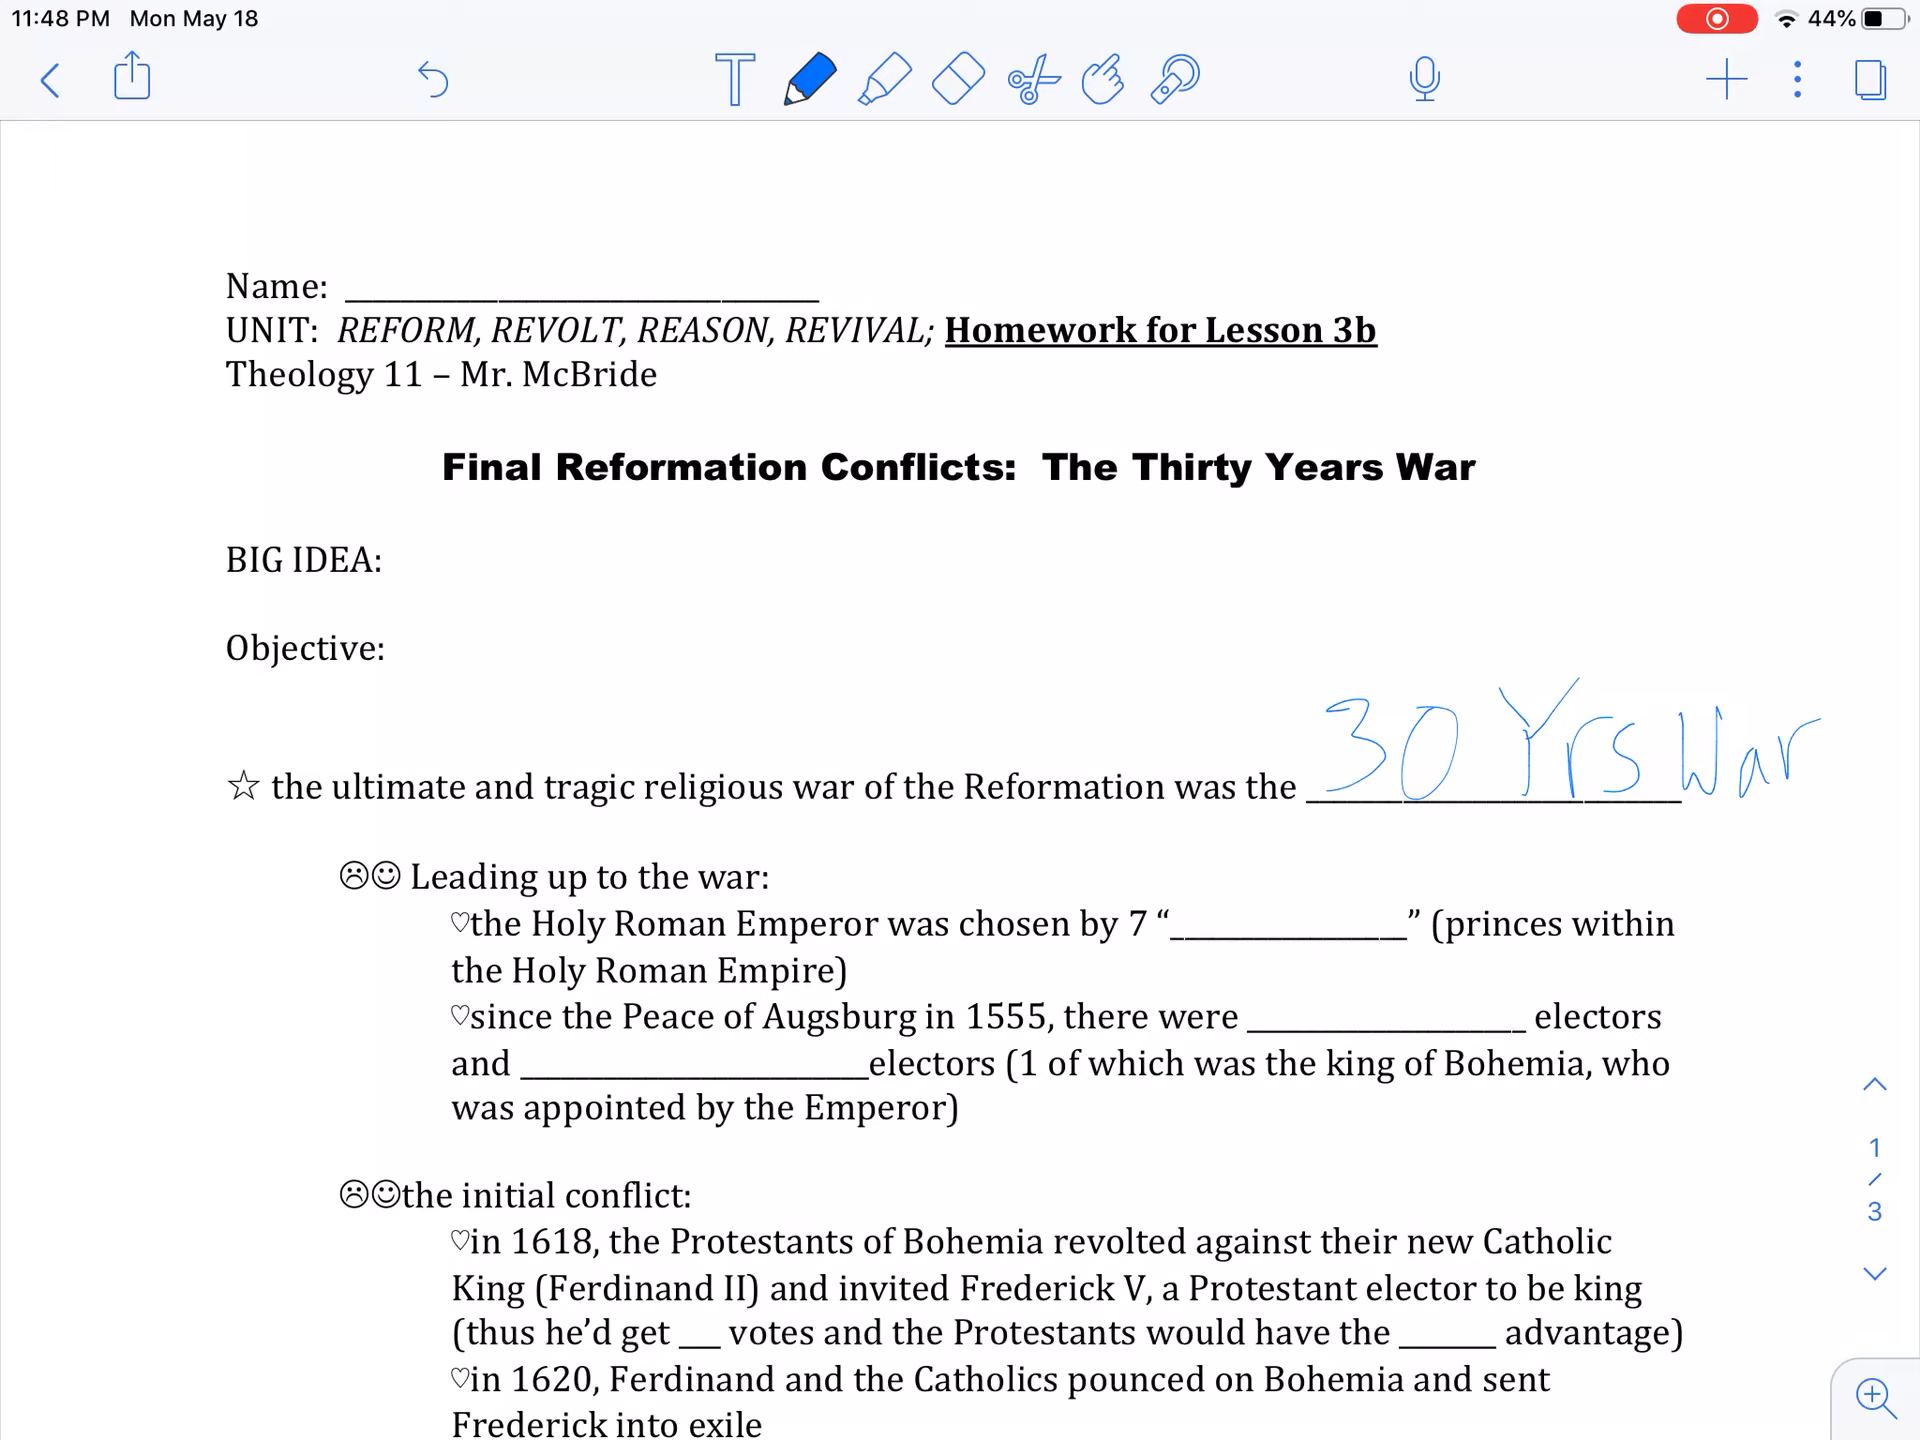 11:48 PM Mon May 18
44%
Name: ___________________________
UNIT: REFORM, REVOLT, REASON, REVIVAL; Homework for Lesson 3b
Theology 11 – Mr. McBride
Final Reformation Conflicts: The Thirty Years War
BIG IDEA:
Objective:
☆ the ultimate and tragic religious war of the Reformation was the 30 Yrs War
☹☺ Leading up to the war:
♡the Holy Roman Emperor was chosen by 7 “______________” (princes within
the Holy Roman Empire)
♡since the Peace of Augsburg in 1555, there were ________________ electors
and ____________________electors (1 of which was the king of Bohemia, who
was appointed by the Emperor)
☹☺the initial conflict:
♡in 1618, the Protestants of Bohemia revolted against their new Catholic
King (Ferdinand II) and invited Frederick V, a Protestant elector to be king
(thus he’d get ___ votes and the Protestants would have the ______ advantage)
♡in 1620, Ferdinand and the Catholics pounced on Bohemia and sent
Frederick into exile
1
/
3